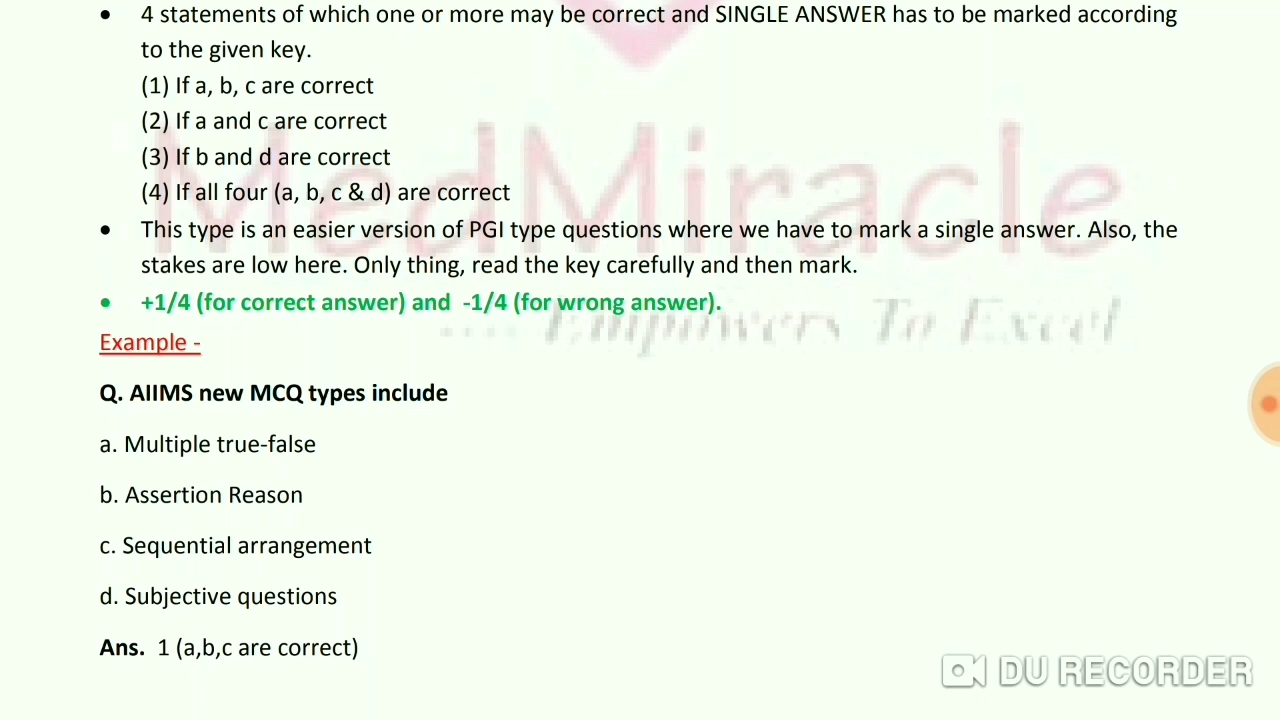 • 4 statements of which one or more may be correct and SINGLE ANSWER has to be marked according
to the given key.
(1) If a, b, c are correct
(2) If a and c are correct
(3) If b and d are correct
(4) If all four (a, b, c & d) are correct
• This type is an easier version of PGI type questions where we have to mark a single answer. Also, the
stakes are low here. Only thing, read the key carefully and then mark.
• +1/4 (for correct answer) and -1/4 (for wrong answer).
Example -
Q. AIIMS new MCQ types include
a. Multiple true-false
b. Assertion Reason
c. Sequential arrangement
d. Subjective questions
Ans. 1 (a,b,c are correct)
MedMiracle
.... Empowers To Excel
DU RECORDER